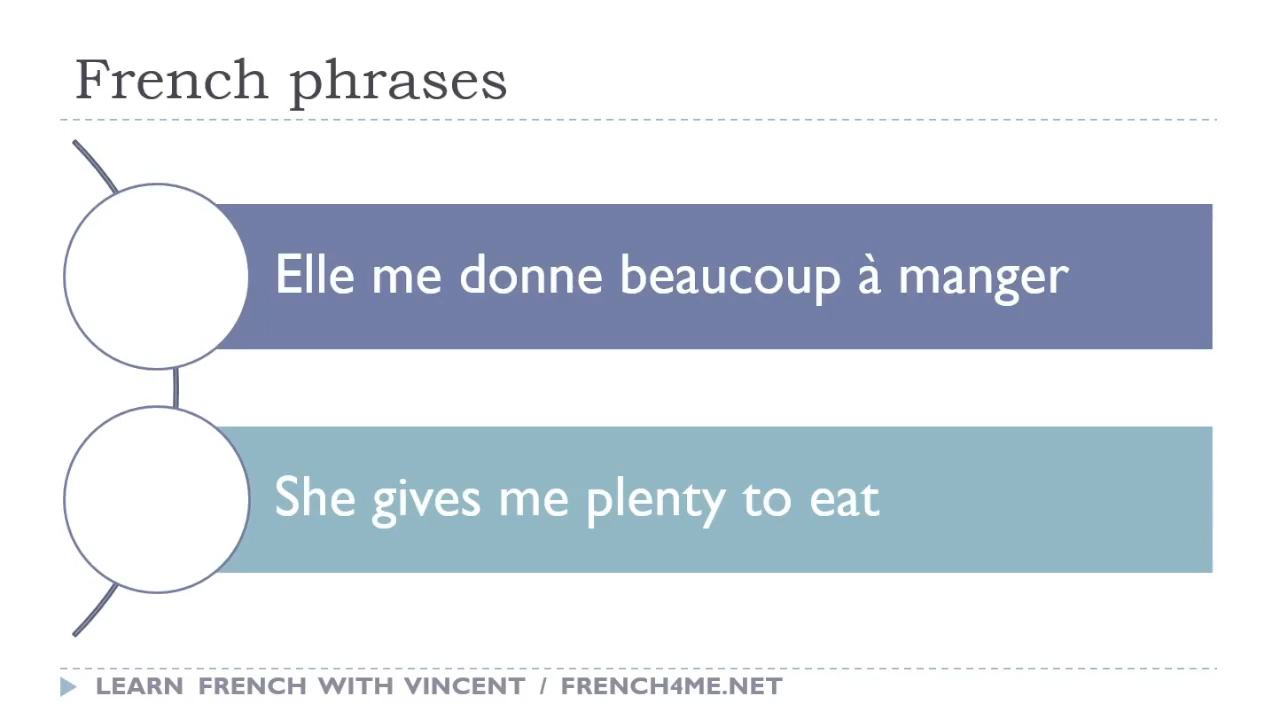 French phrases
Elle me donne beaucoup à manger
She gives me plenty to eat
LEARN FRENCH WITH VINCENT / FRENCH4ME.NET